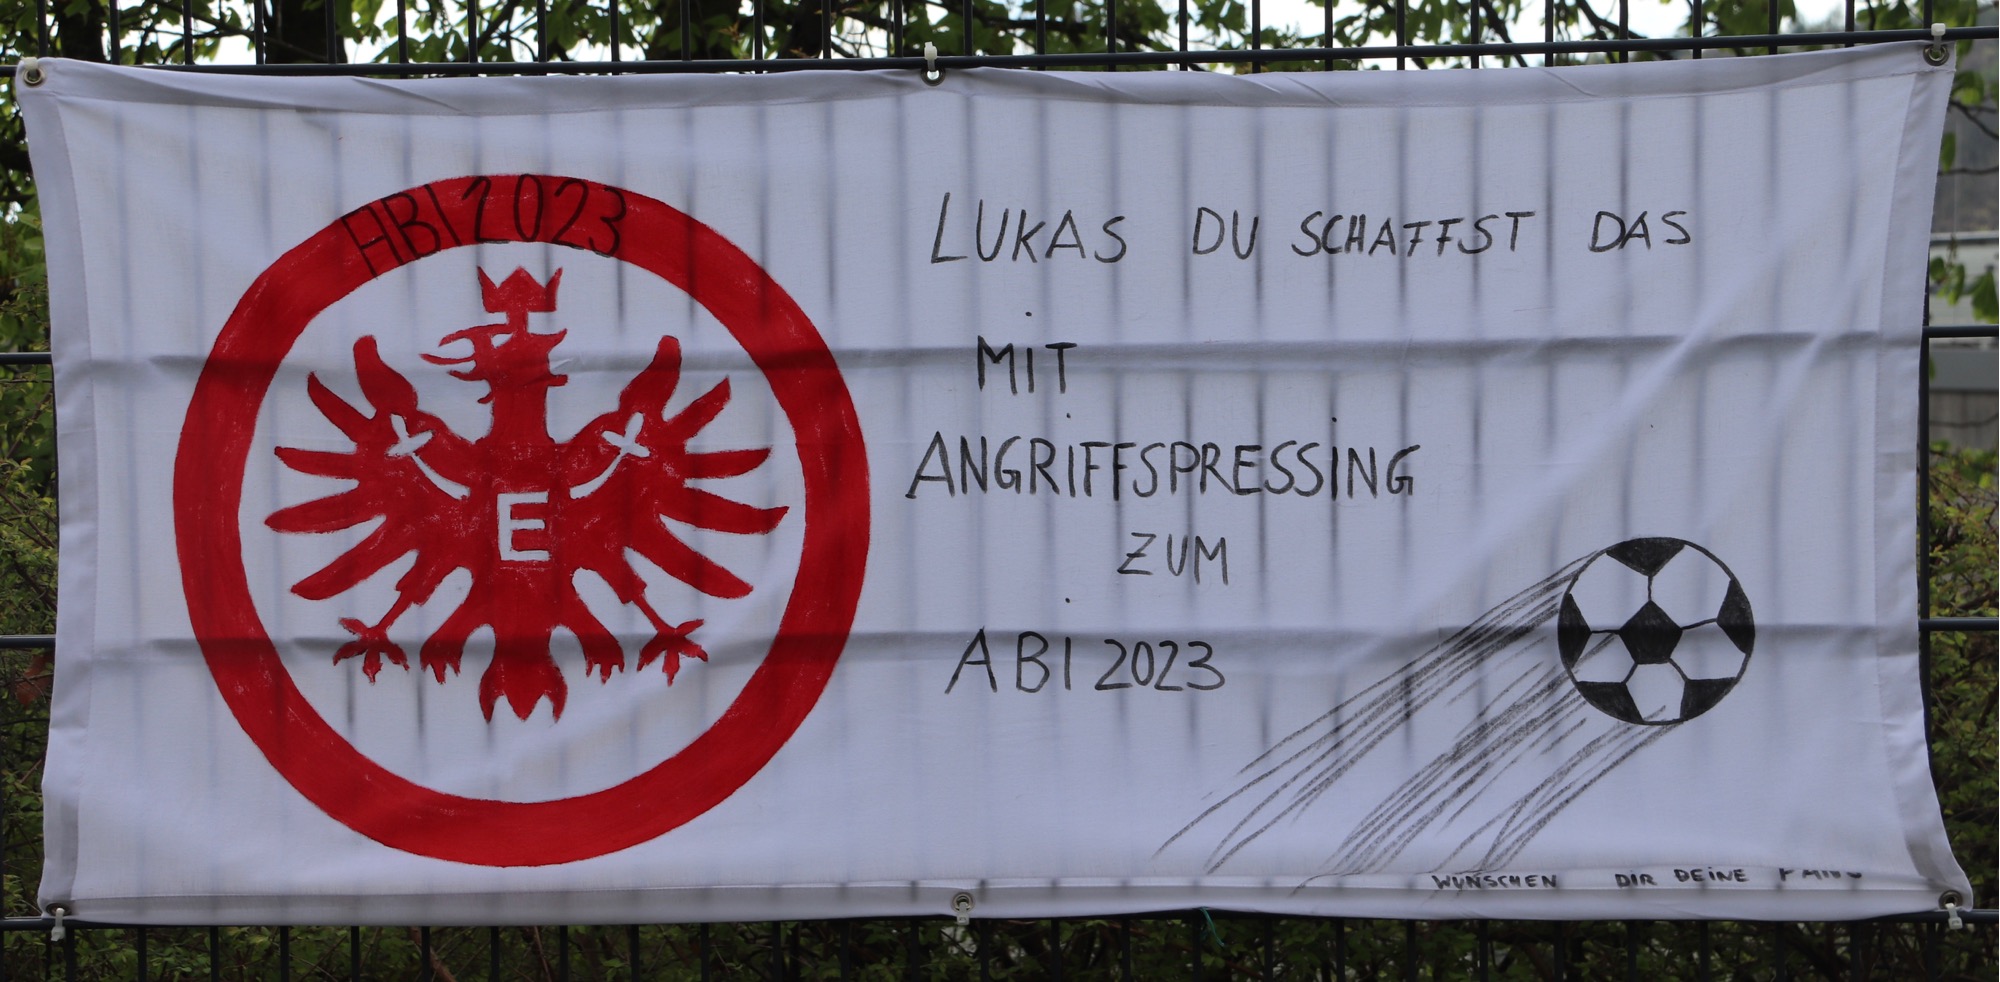 ABI 2023
E
LUKAS DU SCHAFFST DAS
MIT
ANGRIFFSPRESSING
ZUM
ABI 2023
WÜNSCHEN DIR DEINE